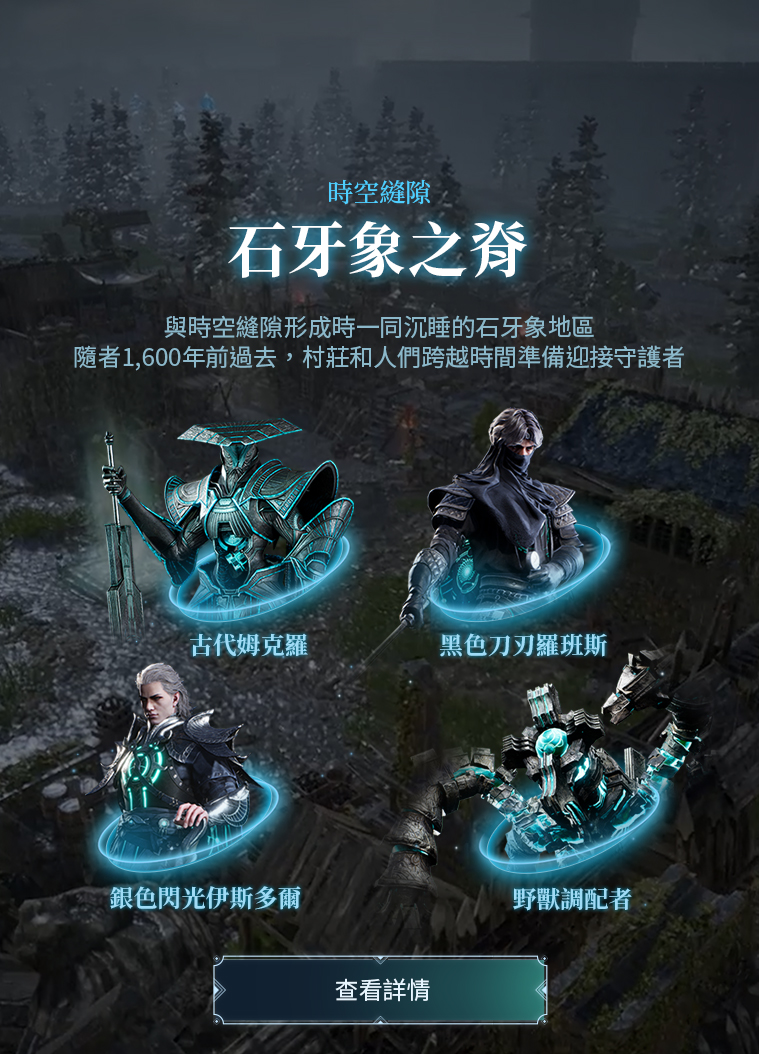 時空縫隙
石牙象之脊
與時空縫隙形成時一同沉睡的石牙象地區
隨者1,600年前過去，村莊和人們跨越時間準備迎接守護者
古代姆克羅
黑色刀刃羅班斯
銀色閃光伊斯多爾
野獸調配者
查看詳情